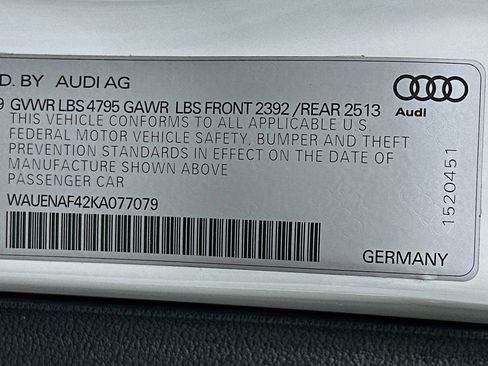 D. BY AUDI AG
9 GVWR LBS 4795 GAWR LBS FRONT 2392 /REAR 2513
THIS VEHICLE CONFORMS TO ALL APPLICABLE U.S.
FEDERAL MOTOR VEHICLE SAFETY, BUMPER AND THEFT
PREVENTION STANDARDS IN EFFECT ON THE DATE OF
MANUFACTURE SHOWN ABOVE
PASSENGER CAR
WAUENAF42KA077079
Audi
1520451
GERMANY